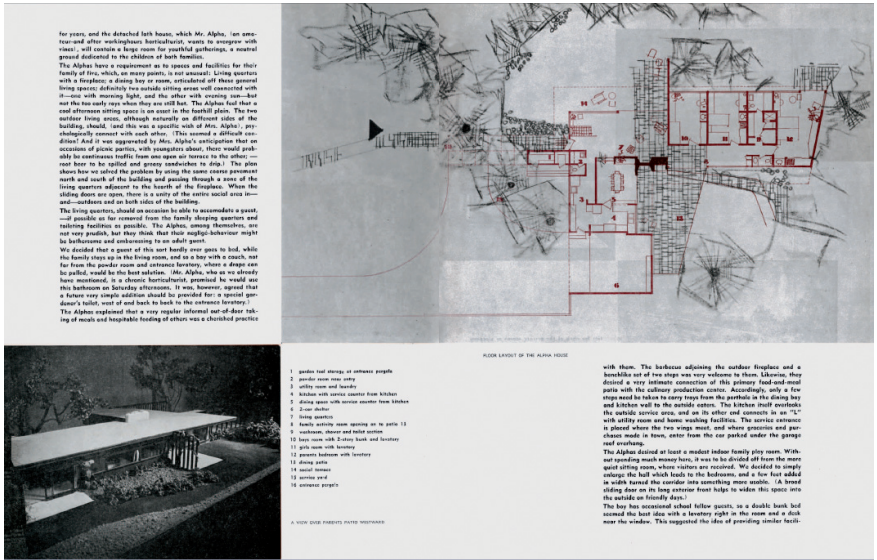 for years, and the detached lath house, which Mr. Alpha, (an ama-
teur-and after workinghours horticulturist, wants to overgrow with
vines), will contain a large room for youthful gatherings, a neutral
ground dedicated to the children of both families.
The Alphas have a requirement as to spaces and facilities for their
family of five, which, on many points, is not unusual: Living quarters
with a fireplace; a dining bay or room, articulated off these general
living spaces; definitely two outside sitting areas well connected with
it—one with morning light, and the other with evening sun—but
not the too early rays when they are still hot. The Alphas feel that a
cool afternoon sitting space is an asset in the foothill plain. The two
outdoor living areas, although naturally on different sides of the
building, should, (and this was a specific wish of Mrs. Alpha), psy-
chologically connect with each other. (This seemed a difficult con-
dition! And it was aggravated by Mrs. Alpha's anticipation that on
occasions of picnic parties, with youngsters about, there would prob-
ably be continuous traffic from one open air terrace to the other; —
root beer to be spilled and greasy sandwiches to drip.) The plan
shows how we solved the problem by using the same coarse pavement
north and south of the building and passing through a zone of the
living quarters adjacent to the hearth of the fireplace. When the
sliding doors are open, there is a unity of the entire social area in—
and—outdoors and on both sides of the building.
The living quarters, should on occasion be able to accomodate a guest,
—if possible as far removed from the family sleeping quarters and
toileting facilities as possible. The Alphas, among themselves, are
not very prudish, but they think that their negligé-behaviour might
be bothersome and embarassing to an adult guest.
We decided that a guest of this sort hardly ever goes to bed, while
the family stays up in the living room, and so a bay with a couch, not
far from the powder room and entrance lavatory, where a drape can
be pulled, would be the best solution. (Mr. Alpha, who as we already
have mentioned, is a chronic horticulturist, promised he would use
this bathroom on Saturday afternoons. It was, however, agreed that
a future very simple addition should be provided for: a special gar-
dener's toilet, west of and back to back to the entrance lavatory.)
The Alphas explained that a very regular informal out-of-door tak-
ing of meals and hospitable feeding of others was a cherished practice
FLOOR LAYOUT OF THE ALPHA HOUSE
1 garden tool storage at entrance pergola
2 powder room near entry
3 utility room and laundry
4 kitchen with service counter from kitchen
5 dining space with service counter from kitchen
6 2-car shelter
7 living quarters
8 family activity room opening on to patio 13
9 washroom, shower and toilet section
10 boys room with 2-story bunk and lavatory
11 girls room with lavatory
12 parents bedroom with lavatory
13 dining patio
14 social terrace
15 service yard
16 entrance pergola
A VIEW OVER PARENTS PATIO WESTWARD
with them. The barbecue adjoining the outdoor fireplace and a
benchlike set of two steps was very welcome to them. Likewise, they
desired a very intimate connection of this primary food-and-meal
patio with the culinary production center. Accordingly, only a few
steps need be taken to carry trays from the porthole in the dining bay
and kitchen wall to the outside eaters. The kitchen itself overlooks
the outside service area, and on its other end connects in an "L"
with utility room and home washing facilities. The service entrance
is placed where the two wings meet, and where groceries and pur-
chases made in town, enter from the car parked under the garage
roof overhang.
The Alphas desired at least a modest indoor family play room. With-
out spending much money here, it was to be divided off from the more
quiet sitting room, where visitors are received. We decided to simply
enlarge the hall which leads to the bedrooms, and a few feet added
in width turned the corridor into something more usable. (A broad
sliding door on its long exterior front helps to widen this space into
the outside on friendly days.)
The boy has occasional school fellow guests, so a double bunk bed
seemed the best idea with a lavatory right in the room and a desk
near the window. This suggested the idea of providing similar facili-